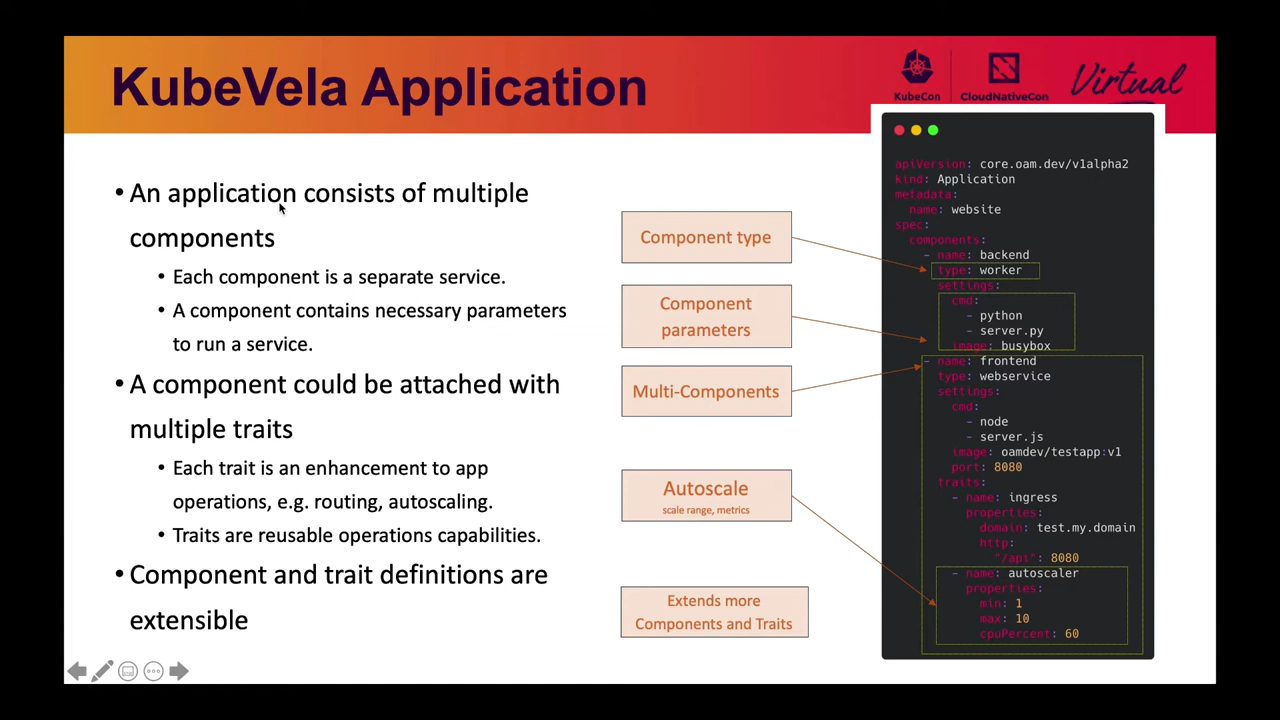 KubeVela Application
KubeCon
CloudNativeCon
Virtual
• An application consists of multiple
components
• Each component is a separate service.
• A component contains necessary parameters
to run a service.
• A component could be attached with
multiple traits
• Each trait is an enhancement to app
operations, e.g. routing, autoscaling.
• Traits are reusable operations capabilities.
• Component and trait definitions are
extensible
Component type
Component
parameters
Multi-Components
Autoscale
scale range, metrics
Extends more
Components and Traits
apiVersion: core.oam.dev/v1alpha2
kind: Application
metadata:
name: website
spec:
components:
- name: backend
type: worker
settings:
cmd:
- python
- server.py
image: busybox
- name: frontend
type: webservice
settings:
cmd:
- node
- server.js
image: oamdev/testapp:v1
port: 8080
traits:
- name: ingress
properties:
domain: test.my.domain
http:
"/api": 8080
- name: autoscaler
properties:
min: 1
max: 10
cpuPercent: 60